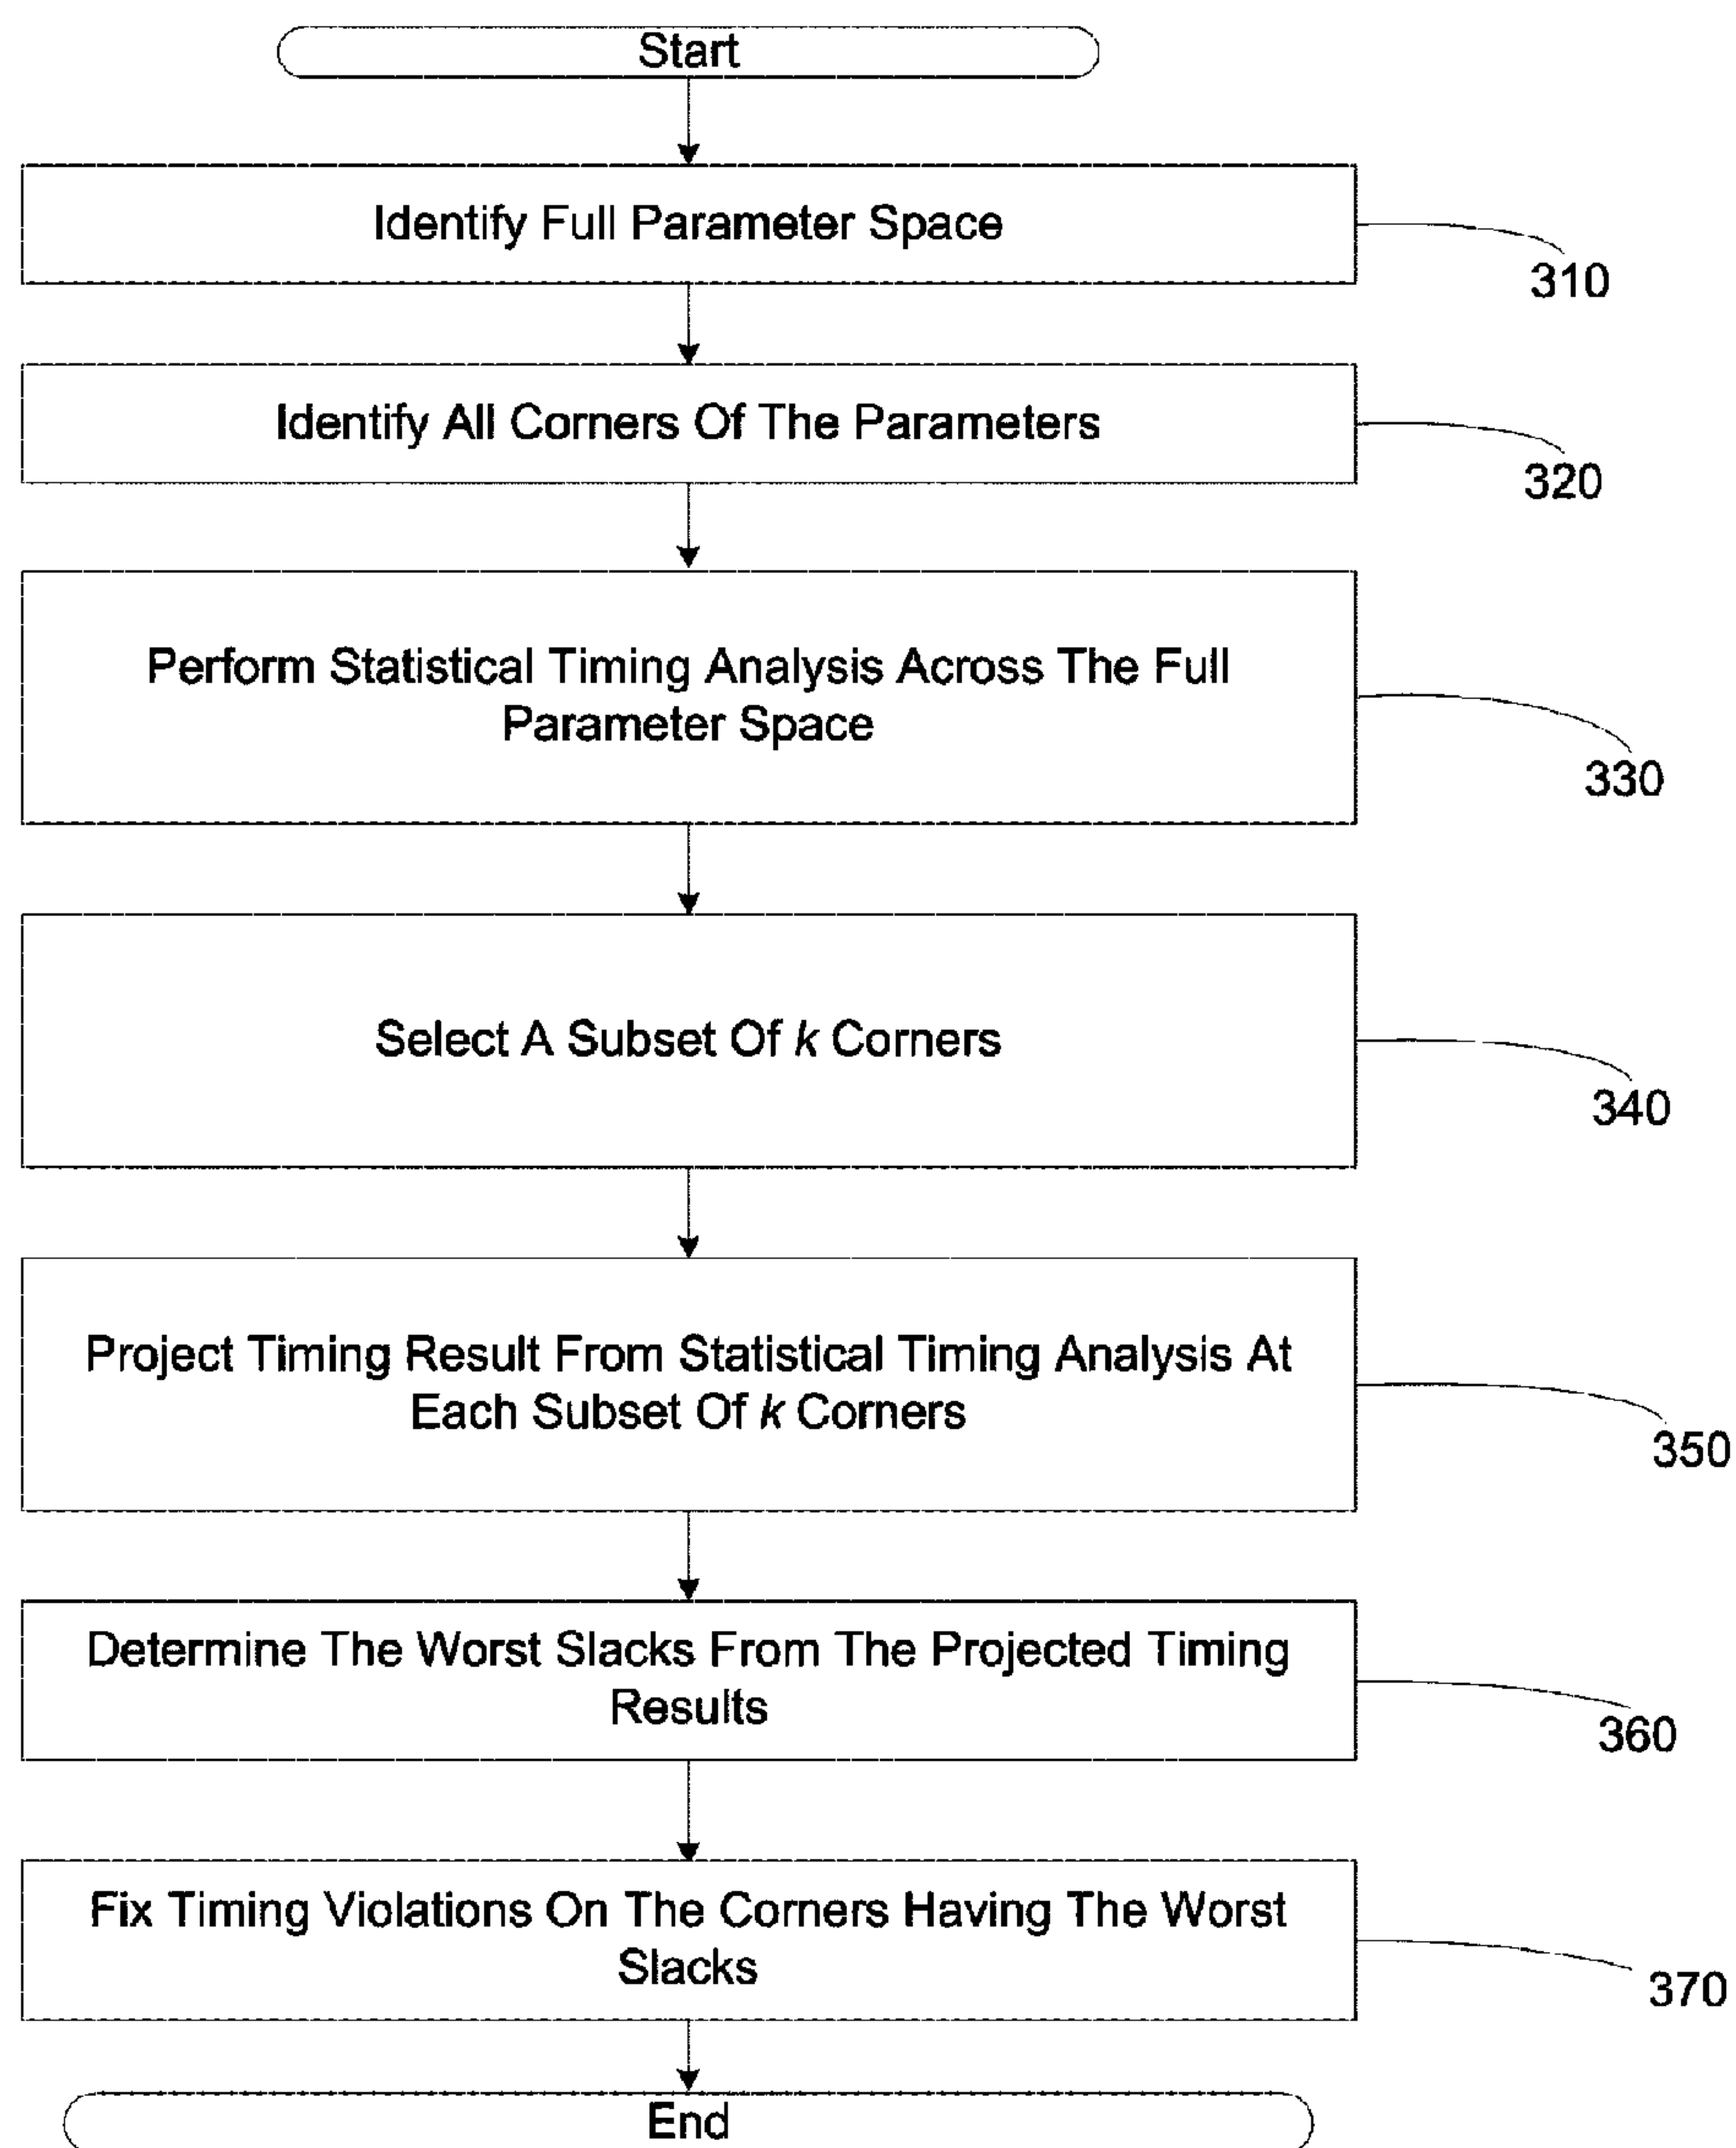 Start
Identify Full Parameter Space
310
Identify All Corners Of The Parameters
320
Perform Statistical Timing Analysis Across The Full
Parameter Space
330
Select A Subset Of k Corners
340
Project Timing Result From Statistical Timing Analysis At
Each Subset Of k Corners
350
Determine The Worst Slacks From The Projected Timing
Results
360
Fix Timing Violations On The Corners Having The Worst
Slacks
370
End